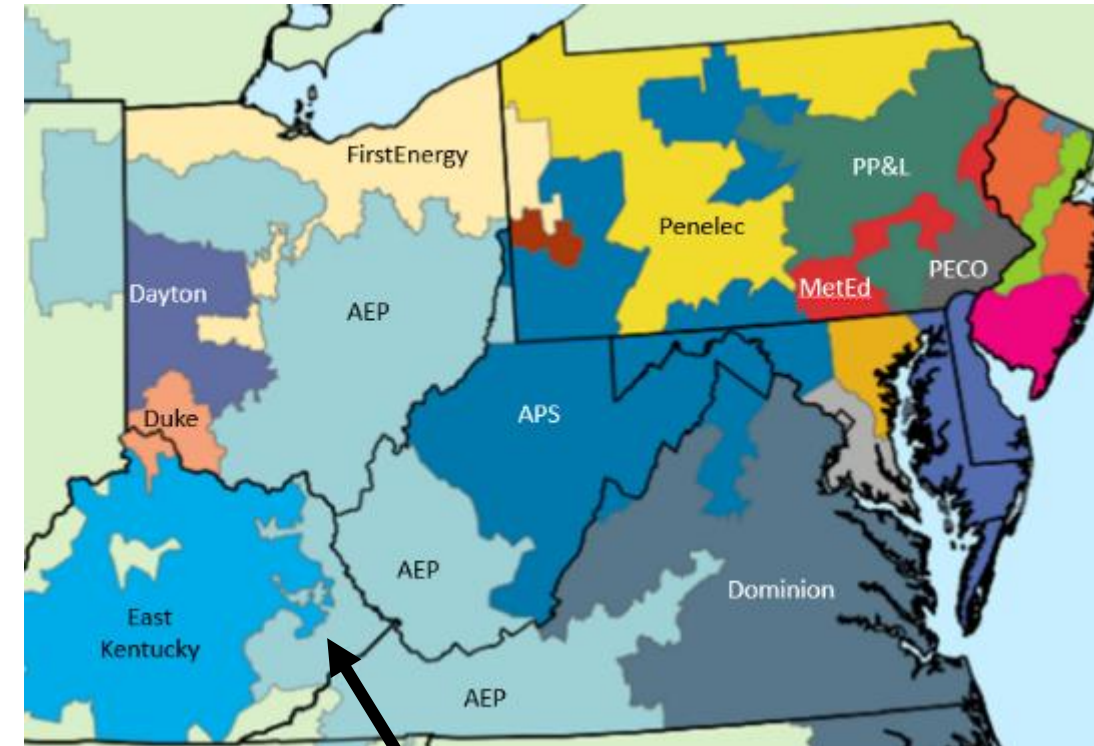 FirstEnergy
PP&L
Penelec
PECO
MetEd
Dayton
AEP
Duke
APS
AEP
Dominion
East
Kentucky
AEP